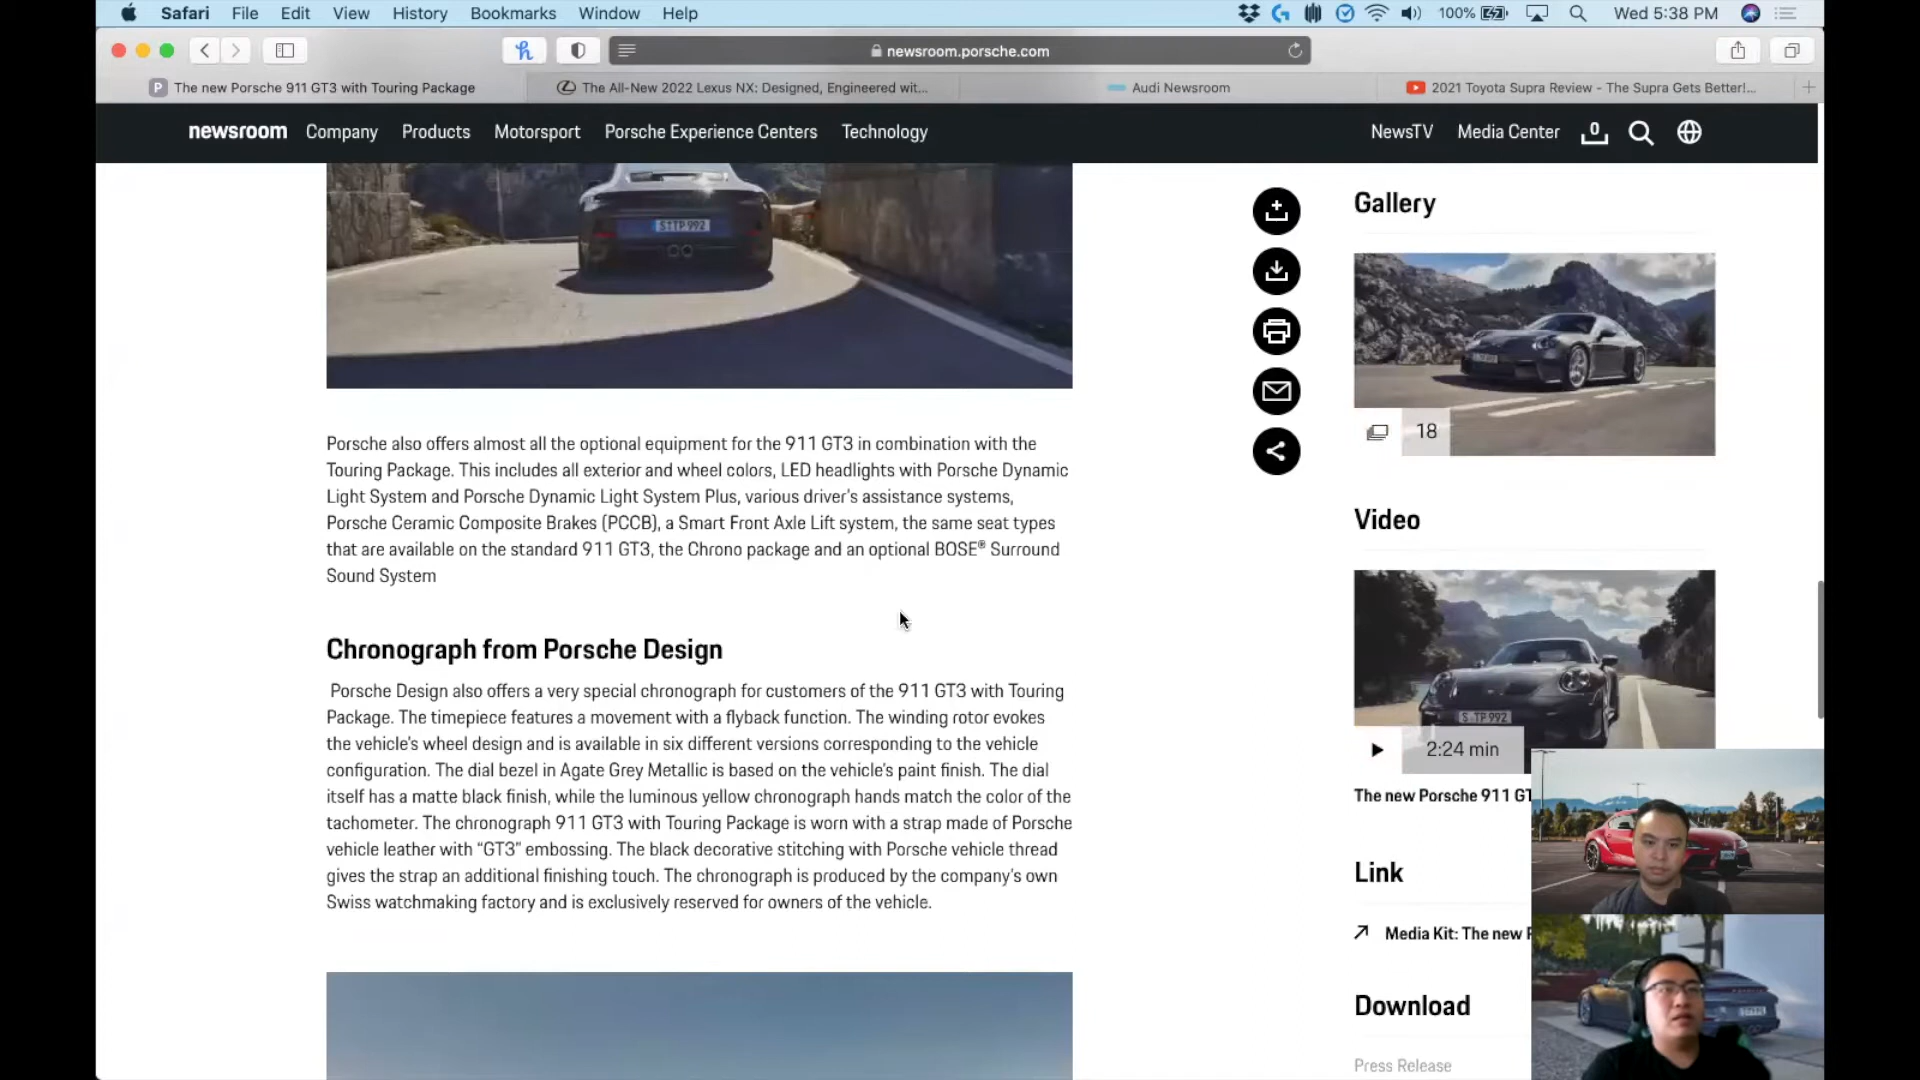 Safari File Edit View History Bookmarks Window Help 100% Wed 5:38 PM
newsroom.porsche.com
The new Porsche 911 GT3 with Touring Package
The All-New 2022 Lexus NX: Designed, Engineered wit...
Audi Newsroom
2021 Toyota Supra Review - The Supra Gets Better!...
newsroom Company Products Motorsport Porsche Experience Centers Technology NewsTV Media Center 0
S:TP 992
Porsche also offers almost all the optional equipment for the 911 GT3 in combination with the
Touring Package. This includes all exterior and wheel colors, LED headlights with Porsche Dynamic
Light System and Porsche Dynamic Light System Plus, various driver's assistance systems,
Porsche Ceramic Composite Brakes (PCCB), a Smart Front Axle Lift system, the same seat types
that are available on the standard 911 GT3, the Chrono package and an optional BOSE® Surround
Sound System
Chronograph from Porsche Design
Porsche Design also offers a very special chronograph for customers of the 911 GT3 with Touring
Package. The timepiece features a movement with a flyback function. The winding rotor evokes
the vehicle's wheel design and is available in six different versions corresponding to the vehicle
configuration. The dial bezel in Agate Grey Metallic is based on the vehicle's paint finish. The dial
itself has a matte black finish, while the luminous yellow chronograph hands match the color of the
tachometer. The chronograph 911 GT3 with Touring Package is worn with a strap made of Porsche
vehicle leather with “GT3” embossing. The black decorative stitching with Porsche vehicle thread
gives the strap an additional finishing touch. The chronograph is produced by the company's own
Swiss watchmaking factory and is exclusively reserved for owners of the vehicle.
Gallery
18
Video
S TP 992
2:24 min
The new Porsche 911 GT
Link
Media Kit: The new
Download
Press Release